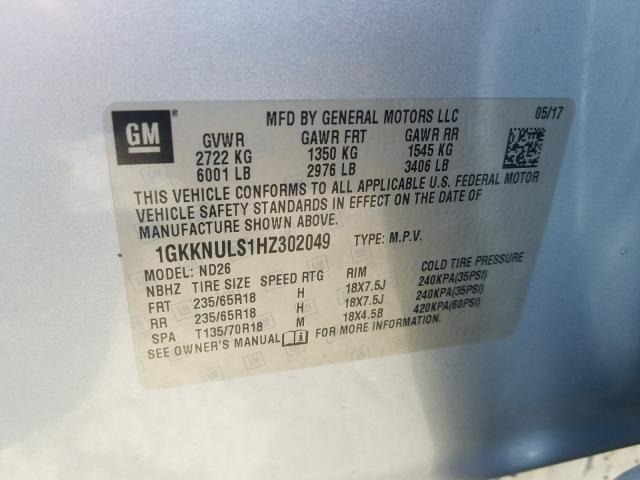 GM
MFD BY GENERAL MOTORS LLC 05/17
GVWR GAWR FRT GAWR RR
2722 KG 1350 KG 1545 KG
6001 LB 2976 LB 3406 LB
THIS VEHICLE CONFORMS TO ALL APPLICABLE U.S. FEDERAL MOTOR
VEHICLE SAFETY STANDARDS IN EFFECT ON THE DATE OF
MANUFACTURE SHOWN ABOVE.
1GKKNULS1HZ302049 TYPE: M.P.V.
MODEL: ND26
NBHZ TIRE SIZE SPEED RTG RIM COLD TIRE PRESSURE
FRT 235/65R18 H 18X7.5J 240KPA(35PSI)
RR 235/65R18 H 18X7.5J 240KPA(35PSI)
SPA T135/70R18 M 18X4.5B 420KPA(60PSI)
SEE OWNER'S MANUAL FOR MORE INFORMATION